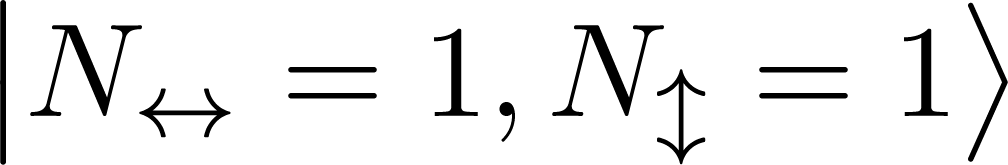 |N↔ = 1, N↕ = 1⟩